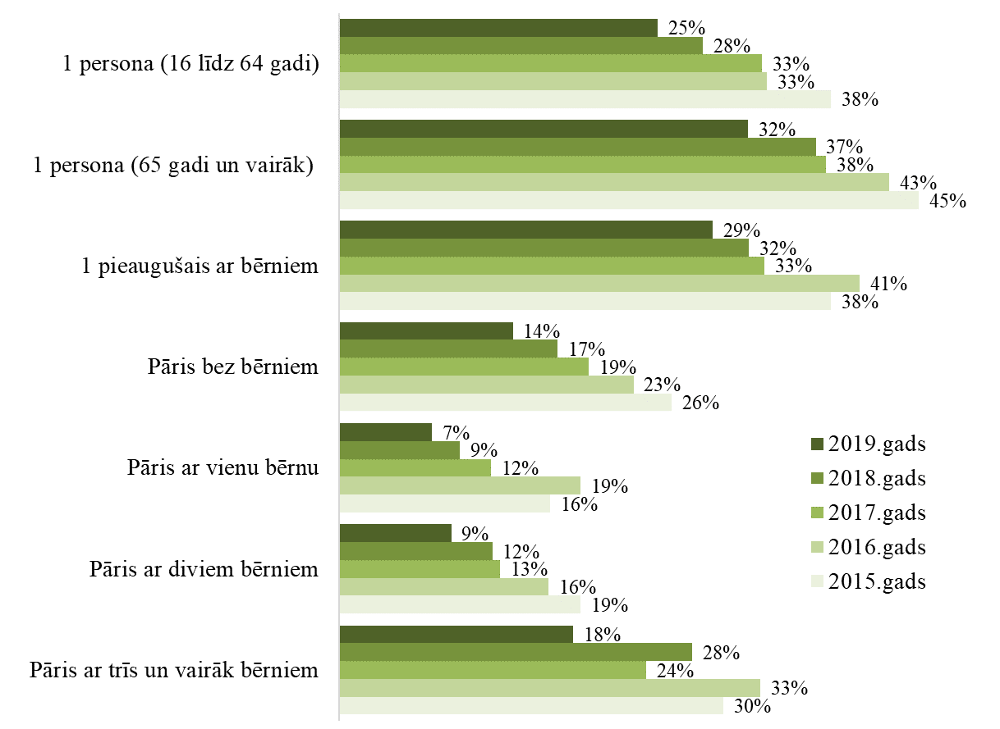 25%
28%
1 persona (16 līdz 64 gadi)
33%
33%
38%
32%
37%
1 persona (65 gadi un vairāk)
38%
43%
45%
29%
32%
1 pieaugušais ar bērniem
33%
41%
38%
14%
17%
Pāris bez bērniem
19%
23%
26%
7%
9%
Pāris ar vienu bērnu
12%
19%
16%
9%
12%
Pāris ar diviem bērniem
13%
16%
19%
18%
28%
Pāris ar trīs un vairāk bērniem
24%
33%
30%
2019.gads
2018.gads
2017.gads
2016.gads
2015.gads